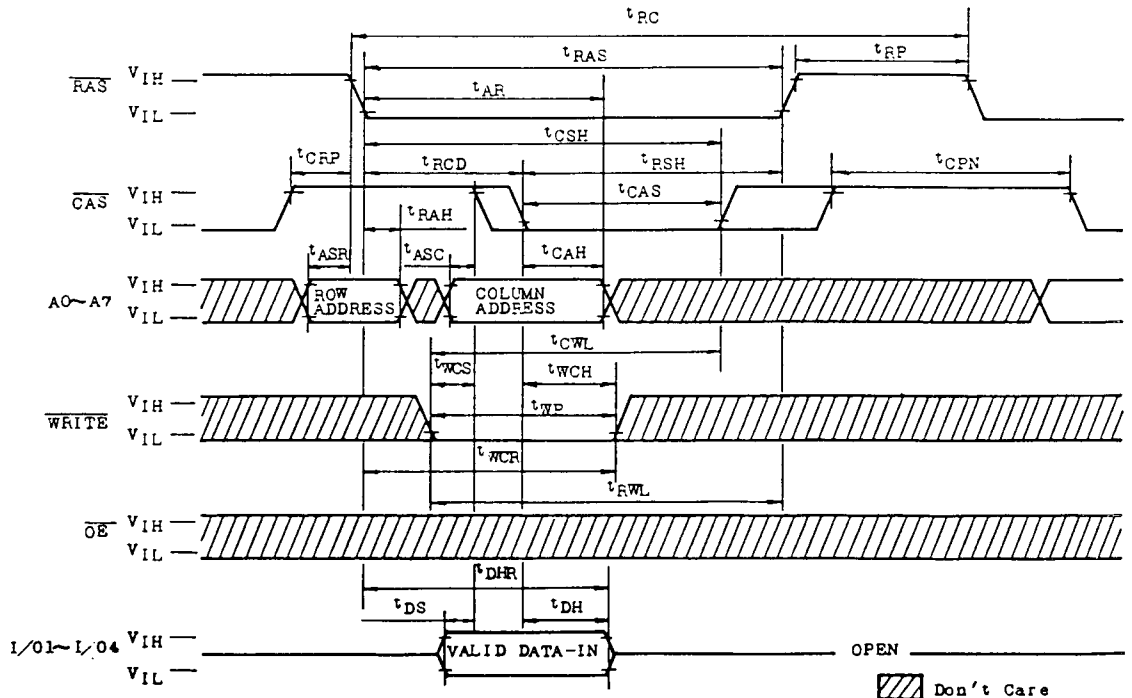 tRC
tRAS
tRP
RAS
VIH
VIL
tAR
tCSH
tCRP
tRCD
tRSH
tCPN
CAS
VIH
VIL
tCAS
tRAH
tASR
tASC
tCAH
A0~A7
VIH
VIL
ROW
ADDRESS
COLUMN
ADDRESS
tCWL
tWCS
tWCH
WRITE
VIH
VIL
tWP
tWCR
tRWL
OE
VIH
VIL
tDHR
tDS
tDH
I/O1~I/O4
VIH
VIL
VALID DATA-IN
OPEN
Don't Care